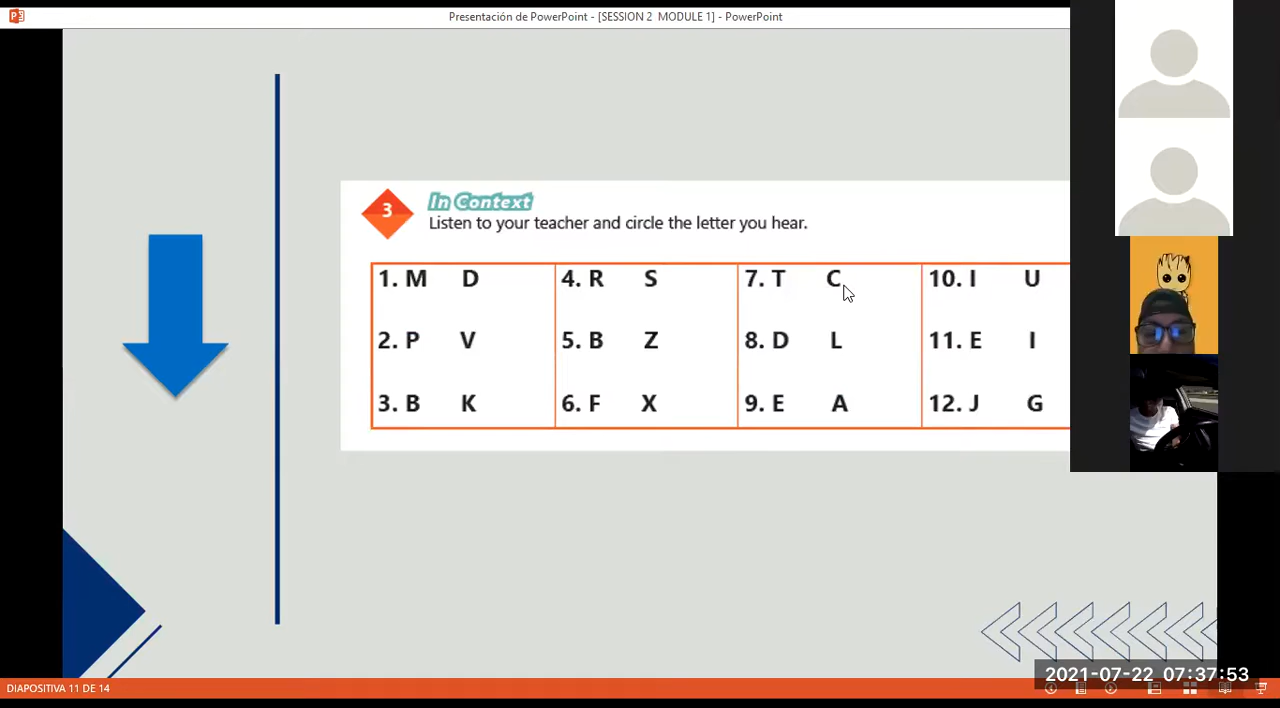 Presentación de PowerPoint - [SESSION 2 MODULE 1] - PowerPoint
3
In Context
Listen to your teacher and circle the letter you hear.
1. M D 4. R S 7. T C 10. I U
2. P V 5. B Z 8. D L 11. E I
3. B K 6. F X 9. E A 12. J G
2021-07-22 07:37:53
DIAPOSITIVA 11 DE 14